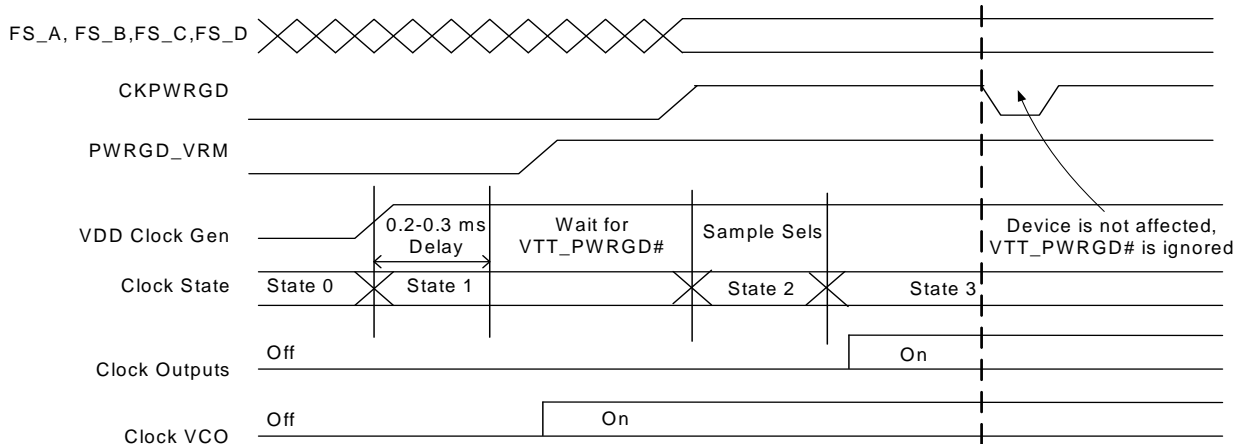 FS_A, FS_B,FS_C,FS_D
CKPWRGD
PWRGD_VRM
VDD Clock Gen
0.2-0.3 ms
Delay
Wait for
VTT_PWRGD#
Sample Sels
Device is not affected,
VTT_PWRGD# is ignored
Clock State
State 0
State 1
State 2
State 3
Clock Outputs
Off
On
Clock VCO
Off
On